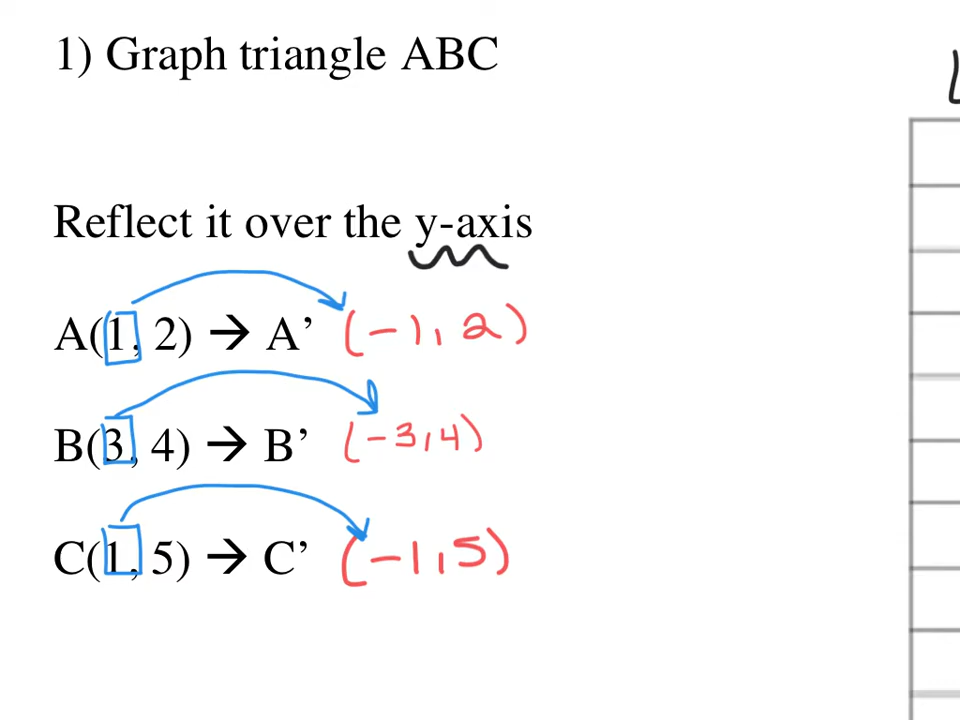 1) Graph triangle ABC
Reflect it over the y-axis
A(1, 2) → A’ (-1, 2)
B(3, 4) → B’ (-3, 4)
C(1, 5) → C’ (-1, 5)